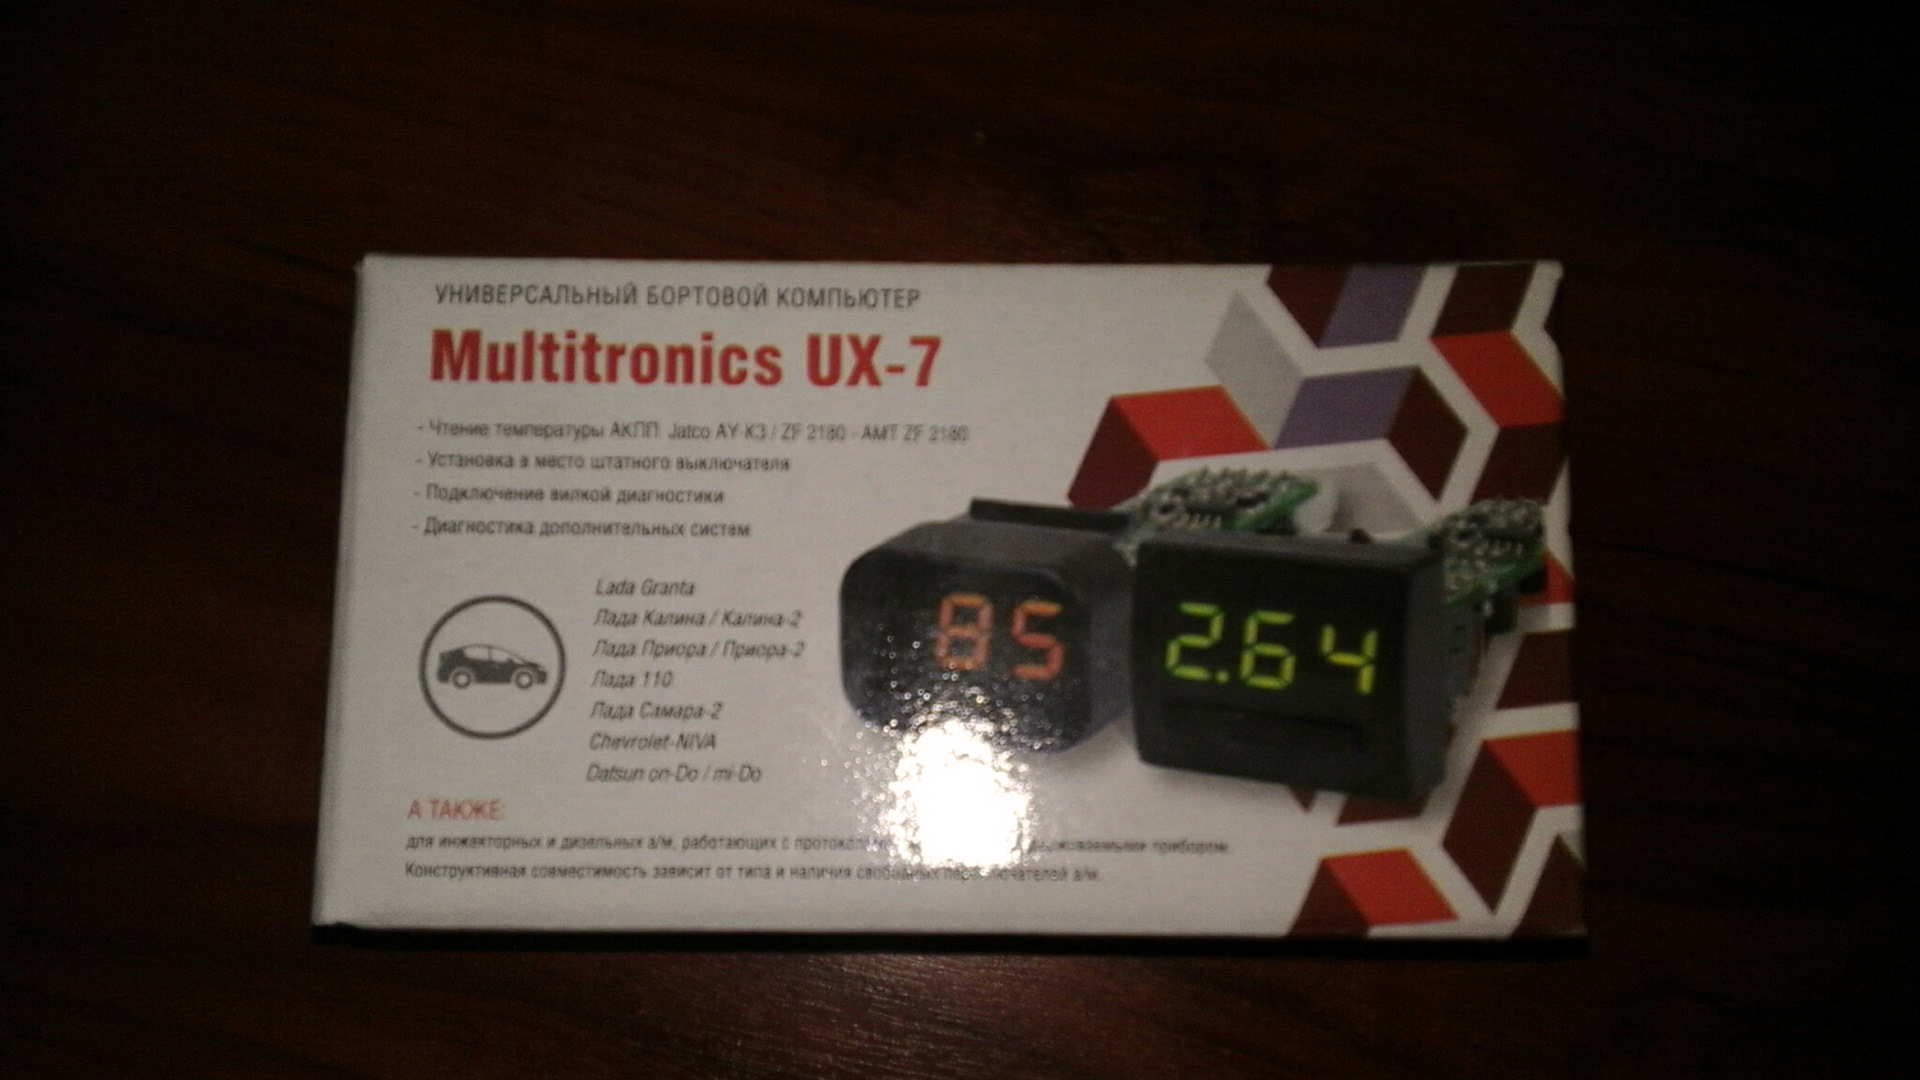 УНИВЕРСАЛЬНЫЙ БОРТОВОЙ КОМПЬЮТЕР
Multitronics UX-7
- Чтение температуры АКПП: Jatco AY-K3 / ZF 2180 - АМТ ZF 2180
- Установка в место штатного выключателя
- Подключение вилкой диагностики
- Диагностика дополнительных систем
Lada Granta
Лада Калина / Калина-2
Лада Приора / Приора-2
Лада 110
Лада Самара-2
Chevrolet-NIVA
Datsun on-Do / mi-Do
85
2.64
А ТАКЖЕ:
для инжекторных и дизельных а/м, работающих с прибором.
Конструктивная совместимость зависит от типа и наличия свободных переключателей а/м.